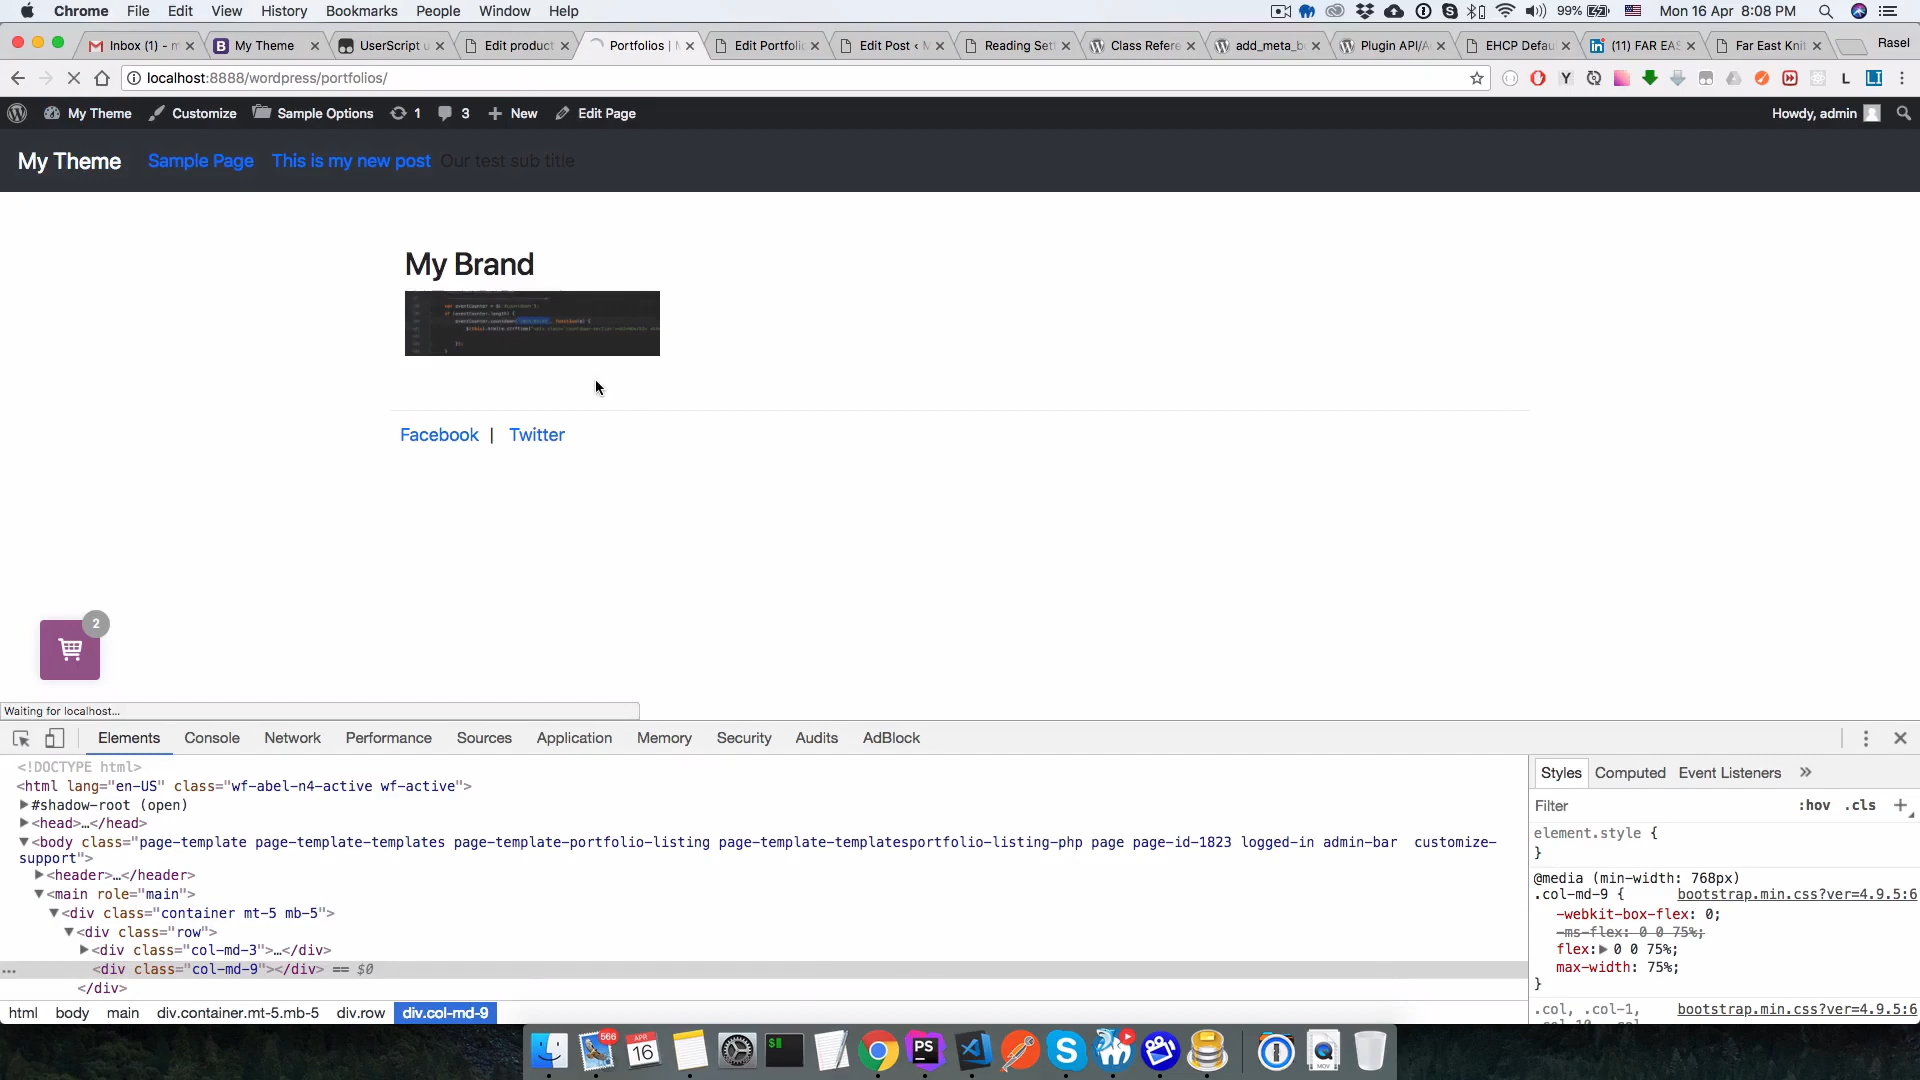 Chrome File Edit View History Bookmarks People Window Help 99% Mon 16 Apr 8:08 PM
Inbox (1) - m My Theme UserScript u Edit product Portfolios | M Edit Portfolio Edit Post ‹ M Reading Sett Class Refere add_meta_b Plugin API/A EHCP Defau (11) FAR EAS Far East Knit Rasel
localhost:8888/wordpress/portfolios/
My Theme Customize Sample Options 1 3 New Edit Page Howdy, admin
My Theme Sample Page This is my new post Our test sub title
My Brand
Facebook | Twitter
2
Waiting for localhost...
Elements Console Network Performance Sources Application Memory Security Audits AdBlock
<!DOCTYPE html>
<html lang="en-US" class="wf-abel-n4-active wf-active">
#shadow-root (open)
<head>…</head>
<body class="page-template page-template-templates page-template-portfolio-listing page-template-templatesportfolio-listing-php page page-id-1823 logged-in admin-bar customize-
support">
<header>…</header>
<main role="main">
<div class="container mt-5 mb-5">
<div class="row">
<div class="col-md-3">…</div>
... <div class="col-md-9"></div> == $0
</div>
html body main div.container.mt-5.mb-5 div.row div.col-md-9
Styles Computed Event Listeners »
Filter :hov .cls +
element.style {
}
@media (min-width: 768px)
.col-md-9 { bootstrap.min.css?ver=4.9.5:6
-webkit-box-flex: 0;
-ms-flex: 0 0 75%;
flex: 0 0 75%;
max-width: 75%;
}
.col, .col-1, bootstrap.min.css?ver=4.9.5:6
566
APR
16
PS
MOV